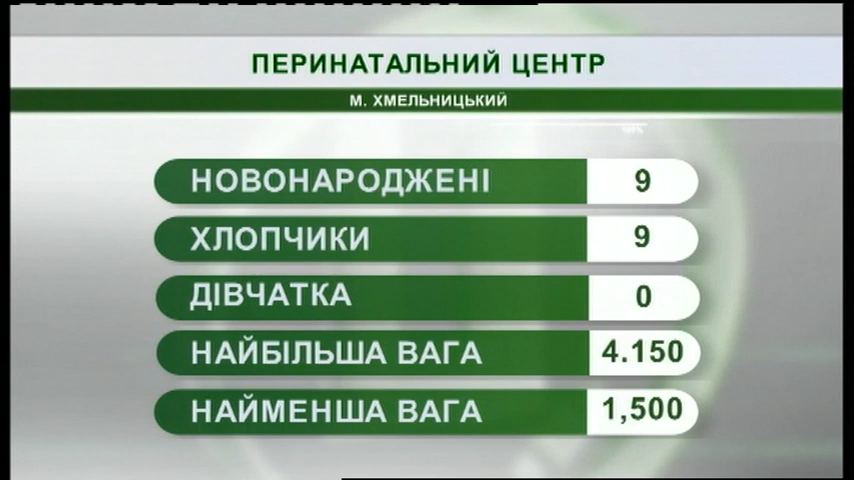 ПЕРИНАТАЛЬНИЙ ЦЕНТР
М. ХМЕЛЬНИЦЬКИЙ
НОВОНАРОДЖЕНІ 9
ХЛОПЧИКИ 9
ДІВЧАТКА 0
НАЙБІЛЬША ВАГА 4.150
НАЙМЕНША ВАГА 1,500